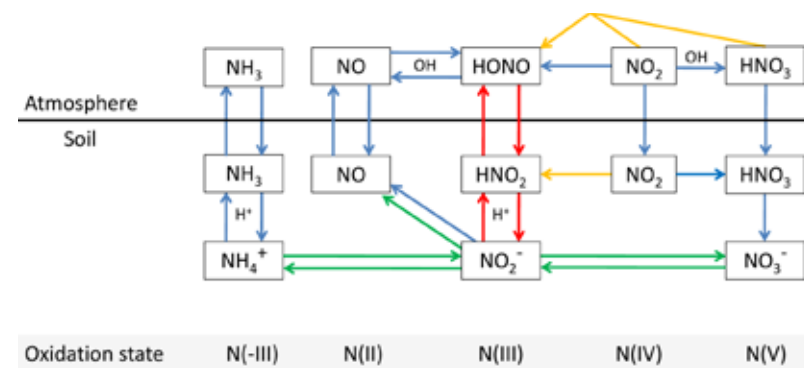 NH₃ NO OH HONO NO₂ OH HNO₃
Atmosphere
Soil
NH₃ NO HNO₂ NO₂ HNO₃
H⁺ H⁺
NH₄⁺ NO₂⁻ NO₃⁻
Oxidation state N(-III) N(II) N(III) N(IV) N(V)